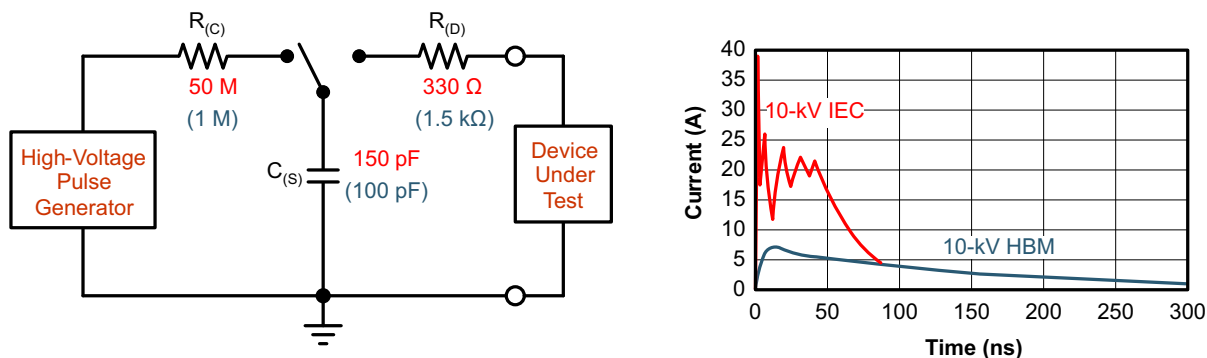 R(C)
50 M
(1 M)
R(D)
330 Ω
(1.5 kΩ)
High-Voltage
Pulse
Generator
C(S)
150 pF
(100 pF)
Device
Under
Test
Current (A)
40
35
30
25
20
15
10
5
0
10-kV IEC
10-kV HBM
0
50
100
150
200
250
300
Time (ns)